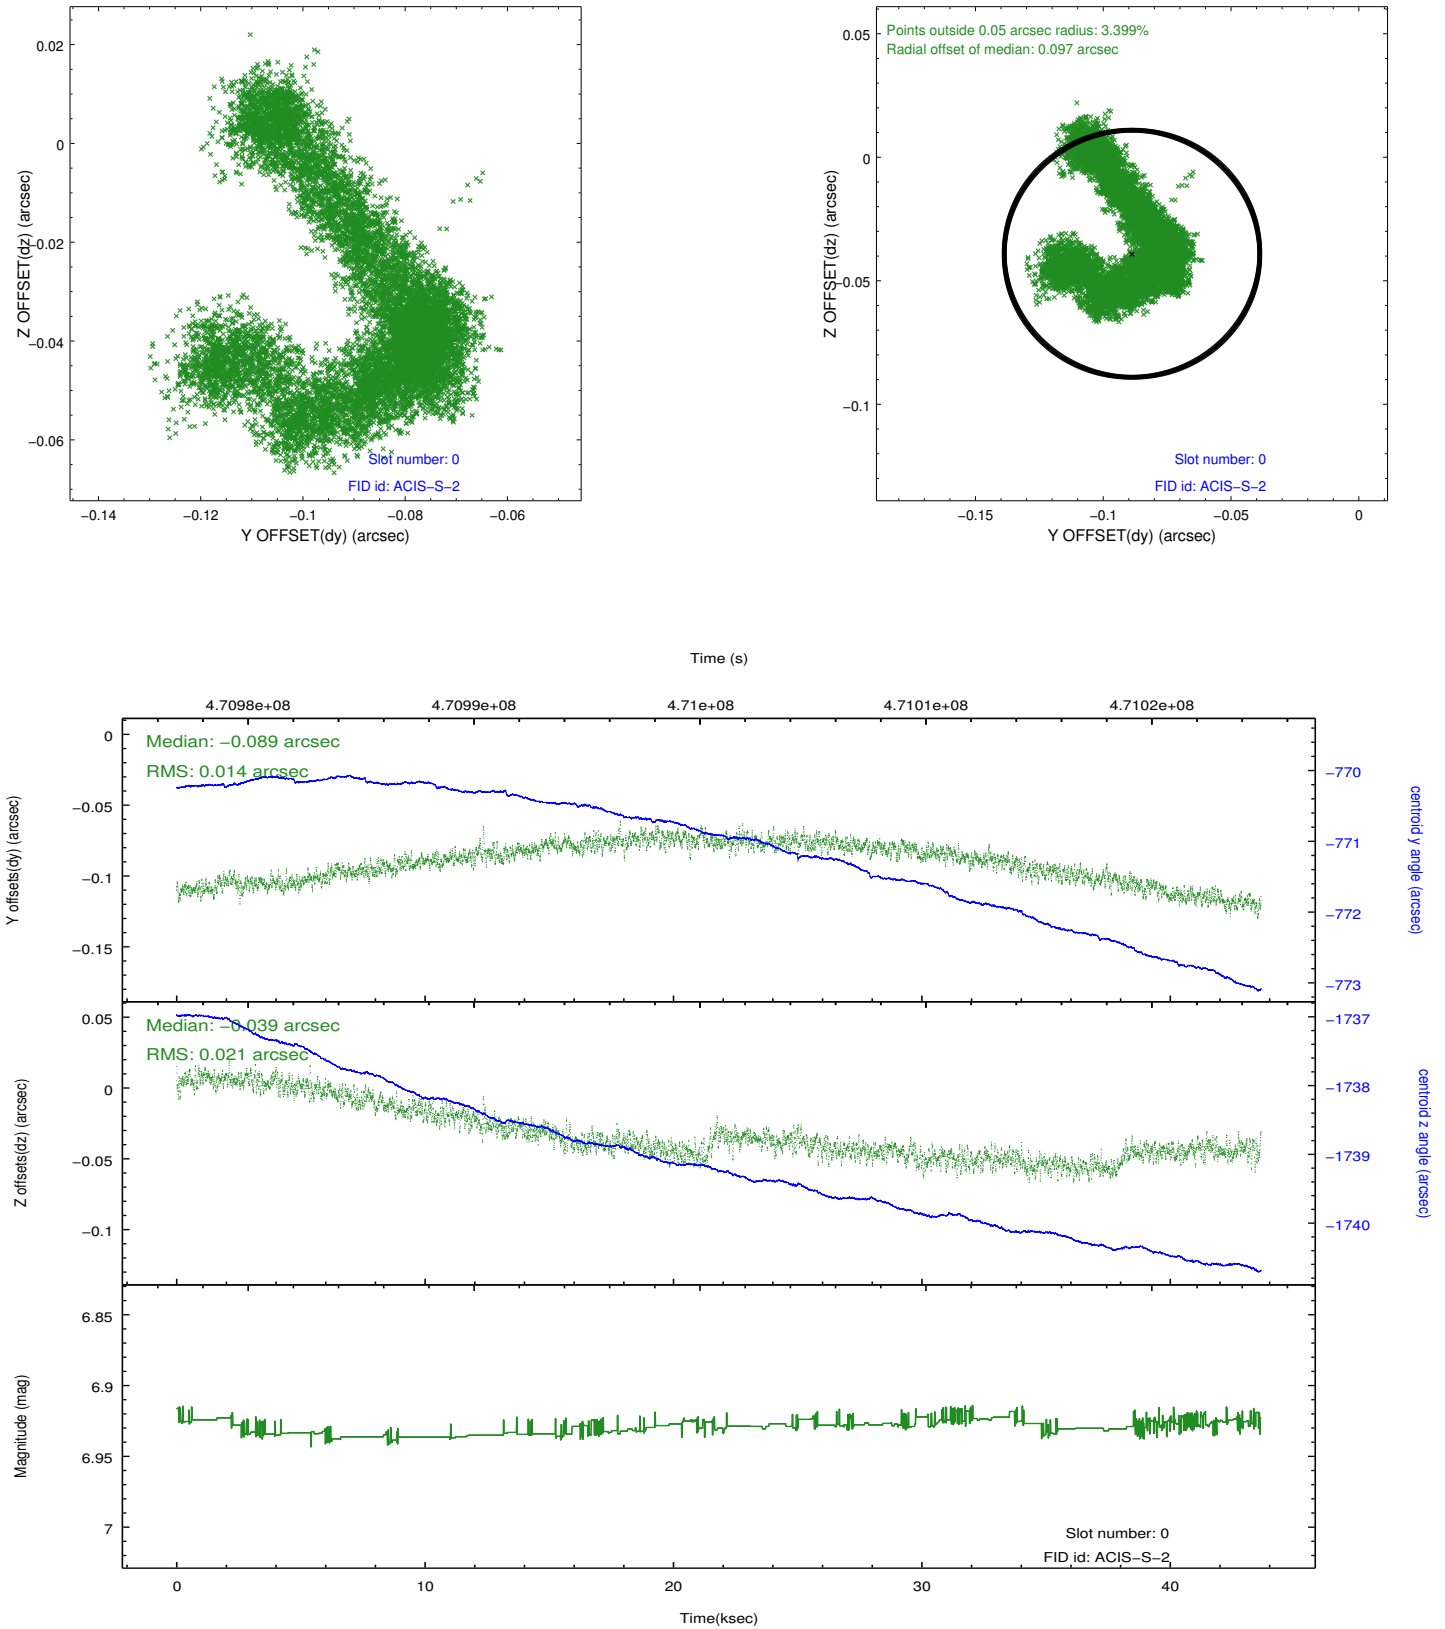 0.02
0
−0.02
−0.04
−0.06
Z OFFSET(dz) (arcsec)
Slot number: 0
FID id: ACIS−S−2
−0.14 −0.12 −0.1 −0.08 −0.06
Y OFFSET(dy) (arcsec)
Points outside 0.05 arcsec radius: 3.399%
Radial offset of median: 0.097 arcsec
0.05
0
−0.05
−0.1
Z OFFSET(dz) (arcsec)
Slot number: 0
FID id: ACIS−S−2
−0.15 −0.1 −0.05 0
Y OFFSET(dy) (arcsec)
Time (s)
4.7098e+08 4.7099e+08 4.71e+08 4.7101e+08 4.7102e+08
Median: −0.089 arcsec
RMS: 0.014 arcsec
0
−0.05
−0.1
−0.15
Y offsets(dy) (arcsec)
−770
−771
−772
−773
centroid y angle (arcsec)
Median: −0.039 arcsec
RMS: 0.021 arcsec
0.05
0
−0.05
−0.1
Z offsets(dz) (arcsec)
−1737
−1738
−1739
−1740
centroid z angle (arcsec)
6.85
6.9
6.95
7
Magnitude (mag)
Slot number: 0
FID id: ACIS−S−2
0 10 20 30 40
Time(ksec)